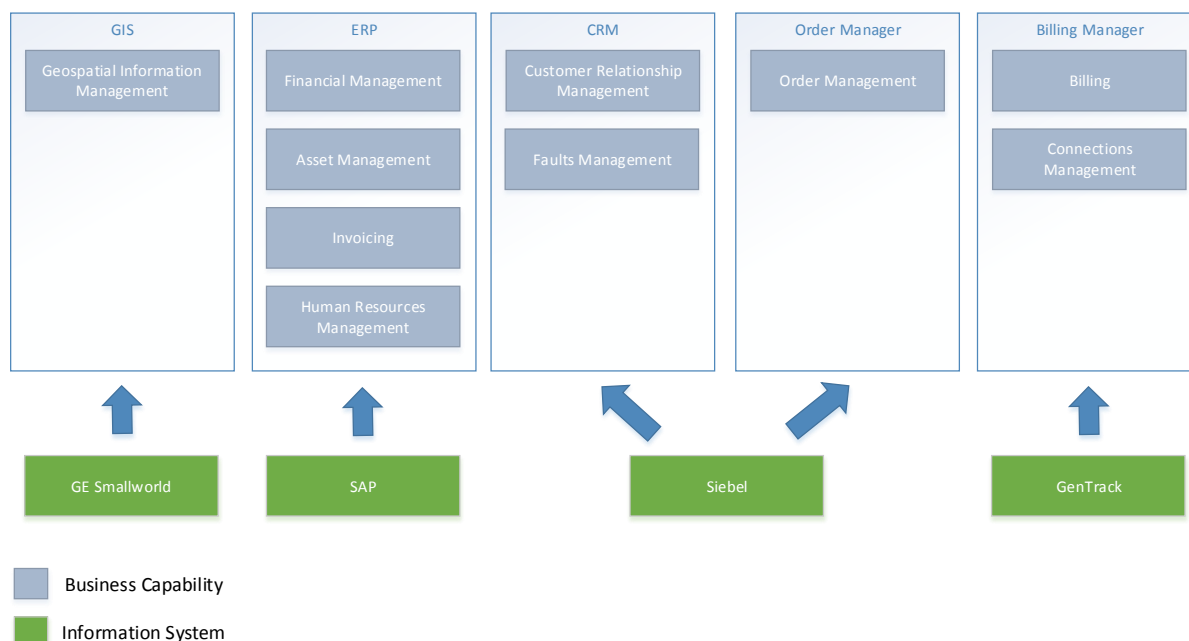 GIS
Geospatial Information
Management
ERP
Financial Management
Asset Management
Invoicing
Human Resources
Management
CRM
Customer Relationship
Management
Faults Management
Order Manager
Order Management
Billing Manager
Billing
Connections
Management
GE Smallworld
SAP
Siebel
GenTrack
Business Capability
Information System